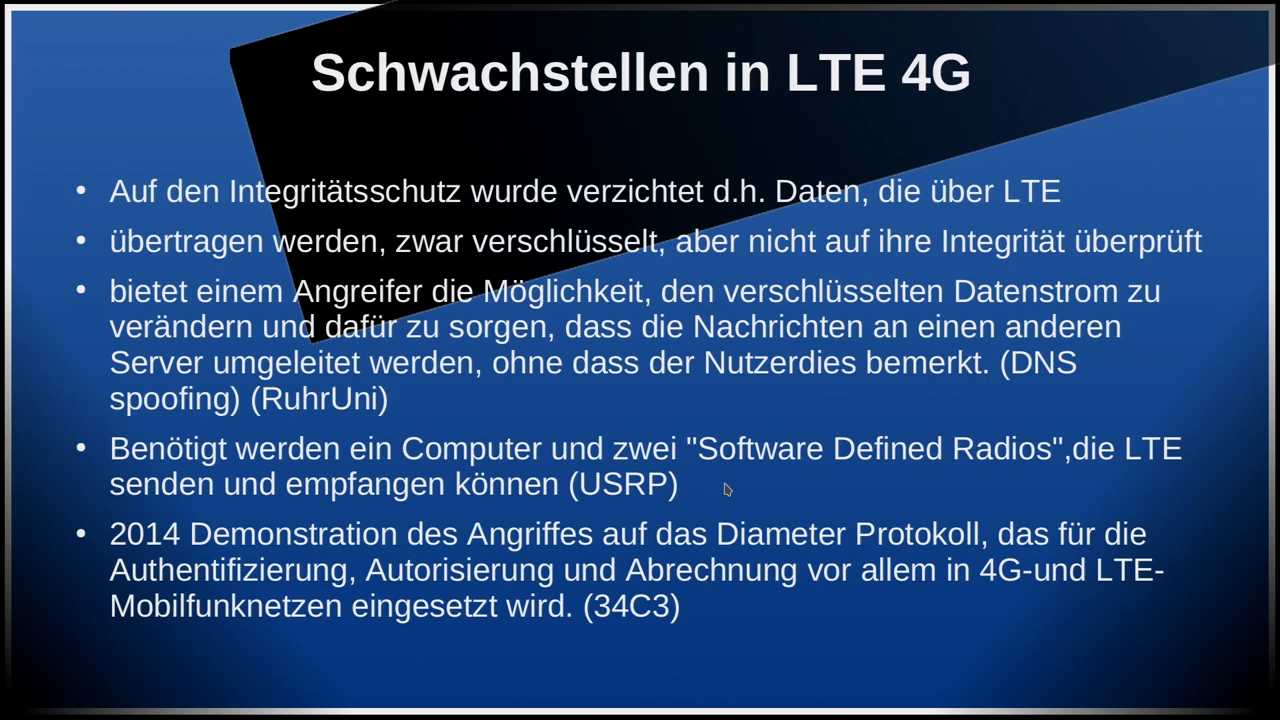 Schwachstellen in LTE 4G
• Auf den Integritätsschutz wurde verzichtet d.h. Daten, die über LTE
• übertragen werden, zwar verschlüsselt, aber nicht auf ihre Integrität überprüft
• bietet einem Angreifer die Möglichkeit, den verschlüsselten Datenstrom zu
verändern und dafür zu sorgen, dass die Nachrichten an einen anderen
Server umgeleitet werden, ohne dass der Nutzerdies bemerkt. (DNS
spoofing) (RuhrUni)
• Benötigt werden ein Computer und zwei "Software Defined Radios",die LTE
senden und empfangen können (USRP)
• 2014 Demonstration des Angriffes auf das Diameter Protokoll, das für die
Authentifizierung, Autorisierung und Abrechnung vor allem in 4G-und LTE-
Mobilfunknetzen eingesetzt wird. (34C3)